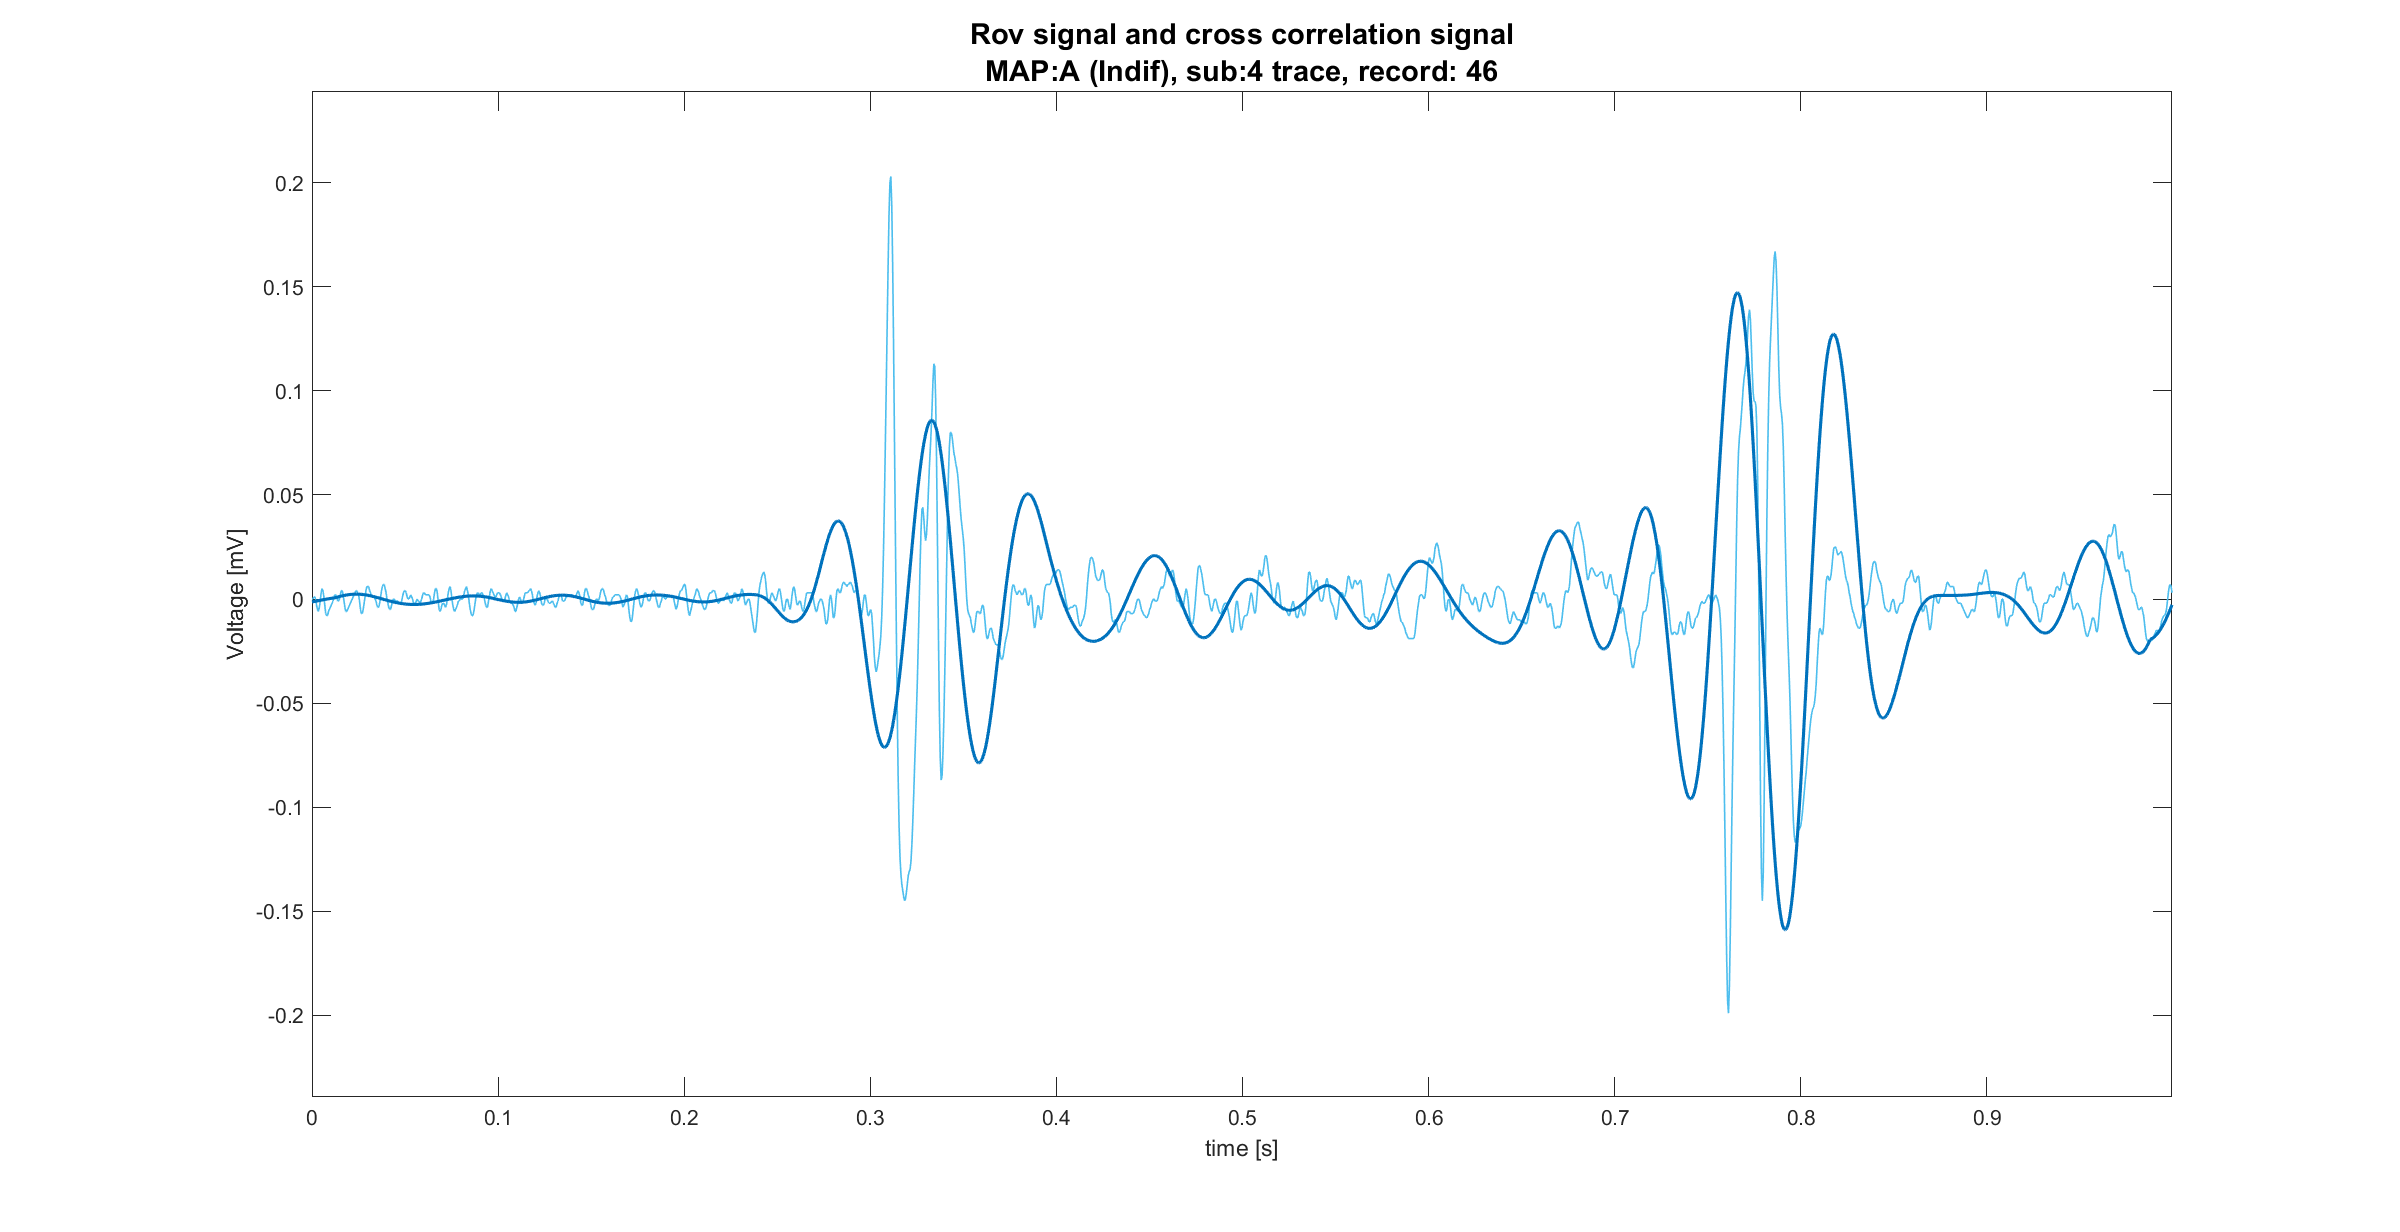 Rov signal and cross correlation signal
MAP:A (Indif), sub:4 trace, record: 46
Voltage [mV]
0.2
0.15
0.1
0.05
0
-0.05
-0.1
-0.15
-0.2
0 0.1 0.2 0.3 0.4 0.5 0.6 0.7 0.8 0.9
time [s]